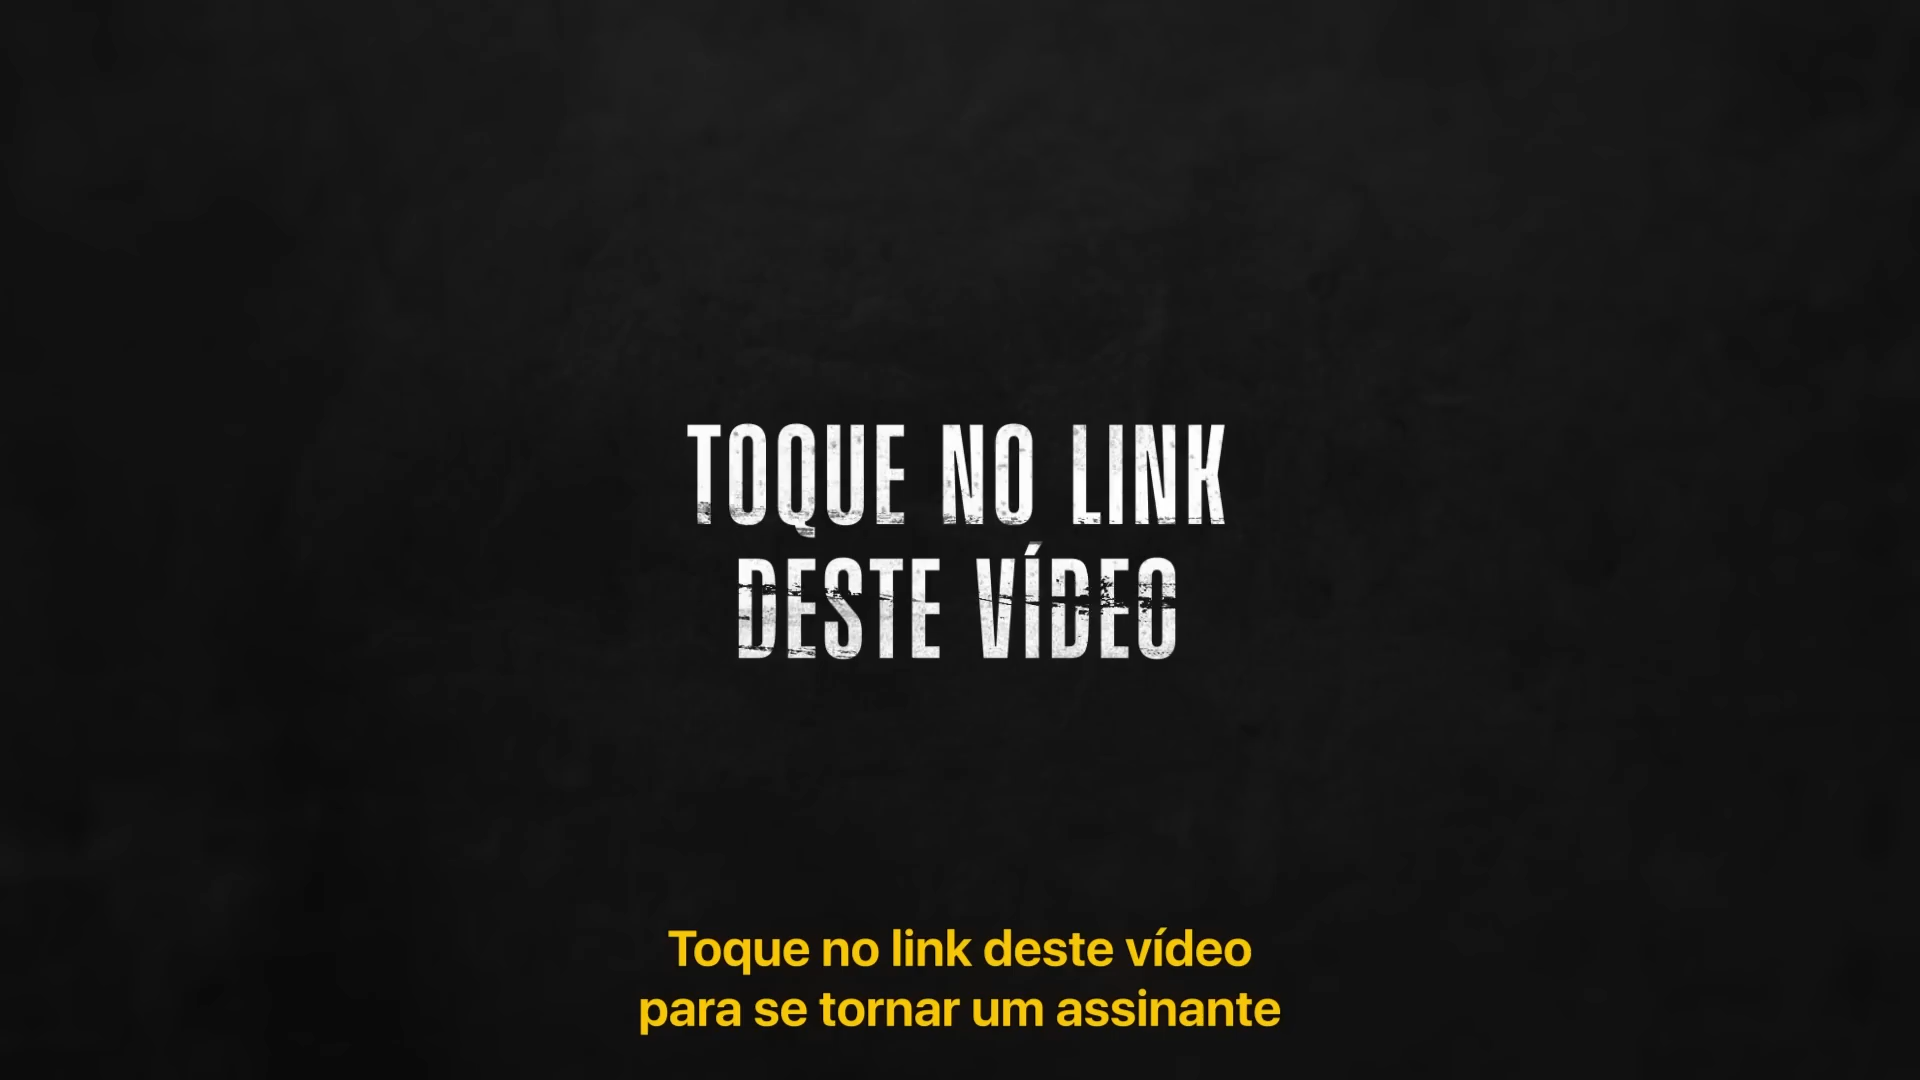 TOQUE NO LINK
DESTE VÍDEO
Toque no link deste vídeo
para se tornar um assinante